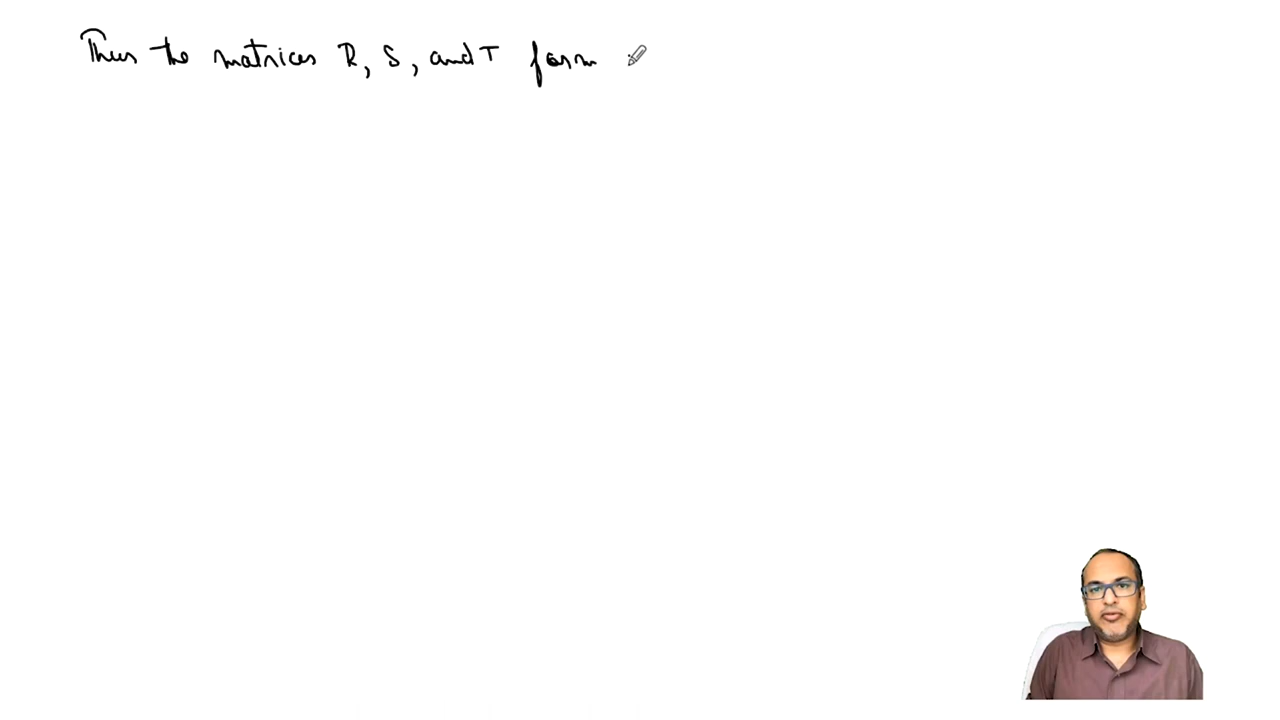 Thus the matrices R, S, and T form